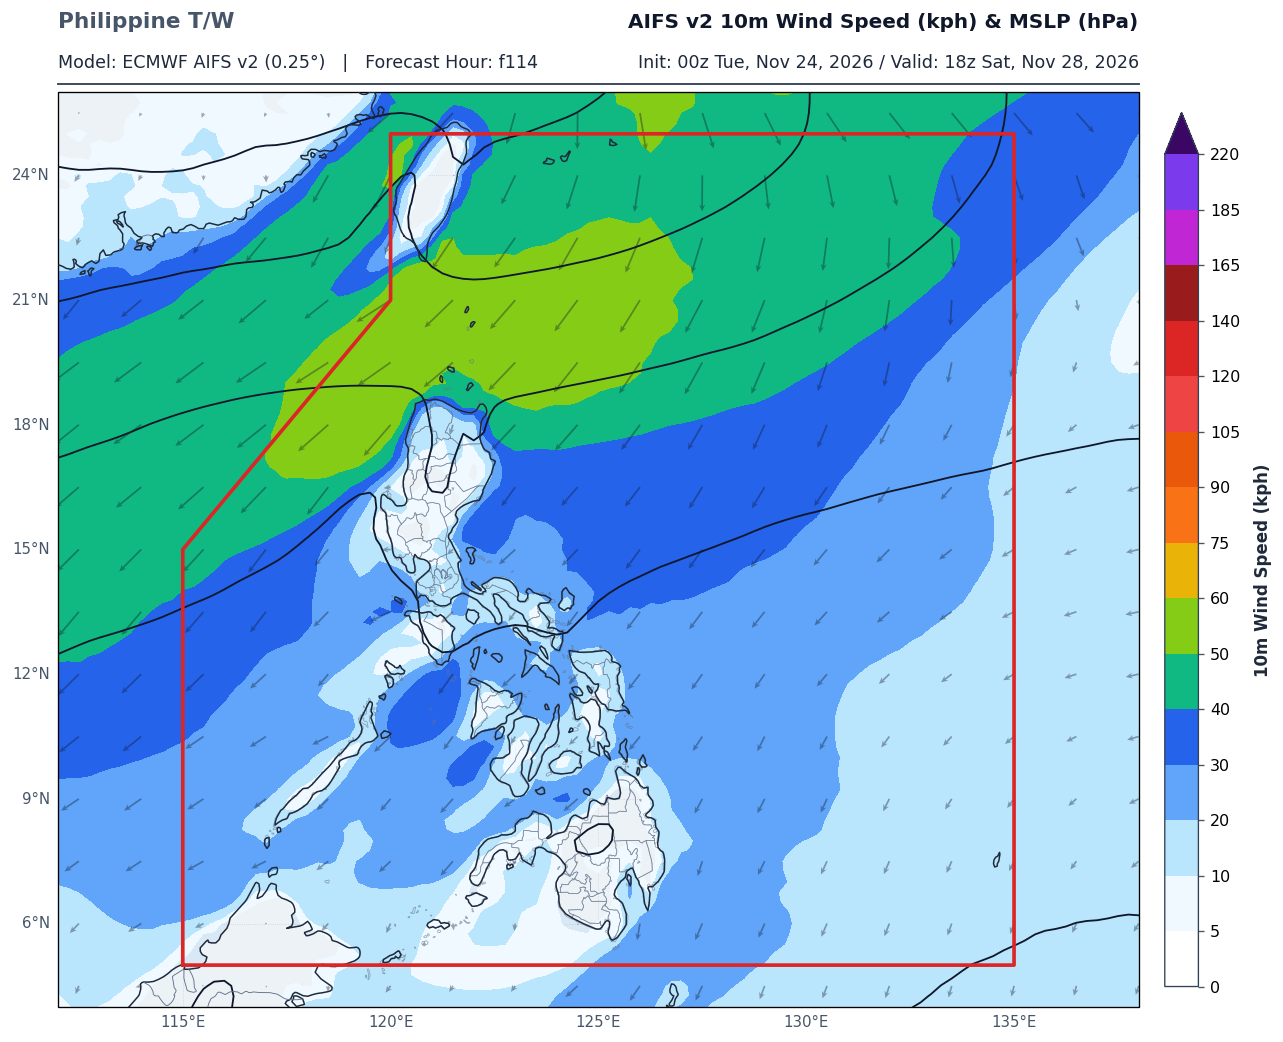 Philippine T/W
AIFS v2 10m Wind Speed (kph) & MSLP (hPa)
Model: ECMWF AIFS v2 (0.25°) | Forecast Hour: f114
Init: 00z Tue, Nov 24, 2026 / Valid: 18z Sat, Nov 28, 2026
24°N
21°N
18°N
15°N
12°N
9°N
6°N
115°E
120°E
125°E
130°E
135°E
220
185
165
140
120
105
90
75
60
50
40
30
20
10
5
0
10m Wind Speed (kph)